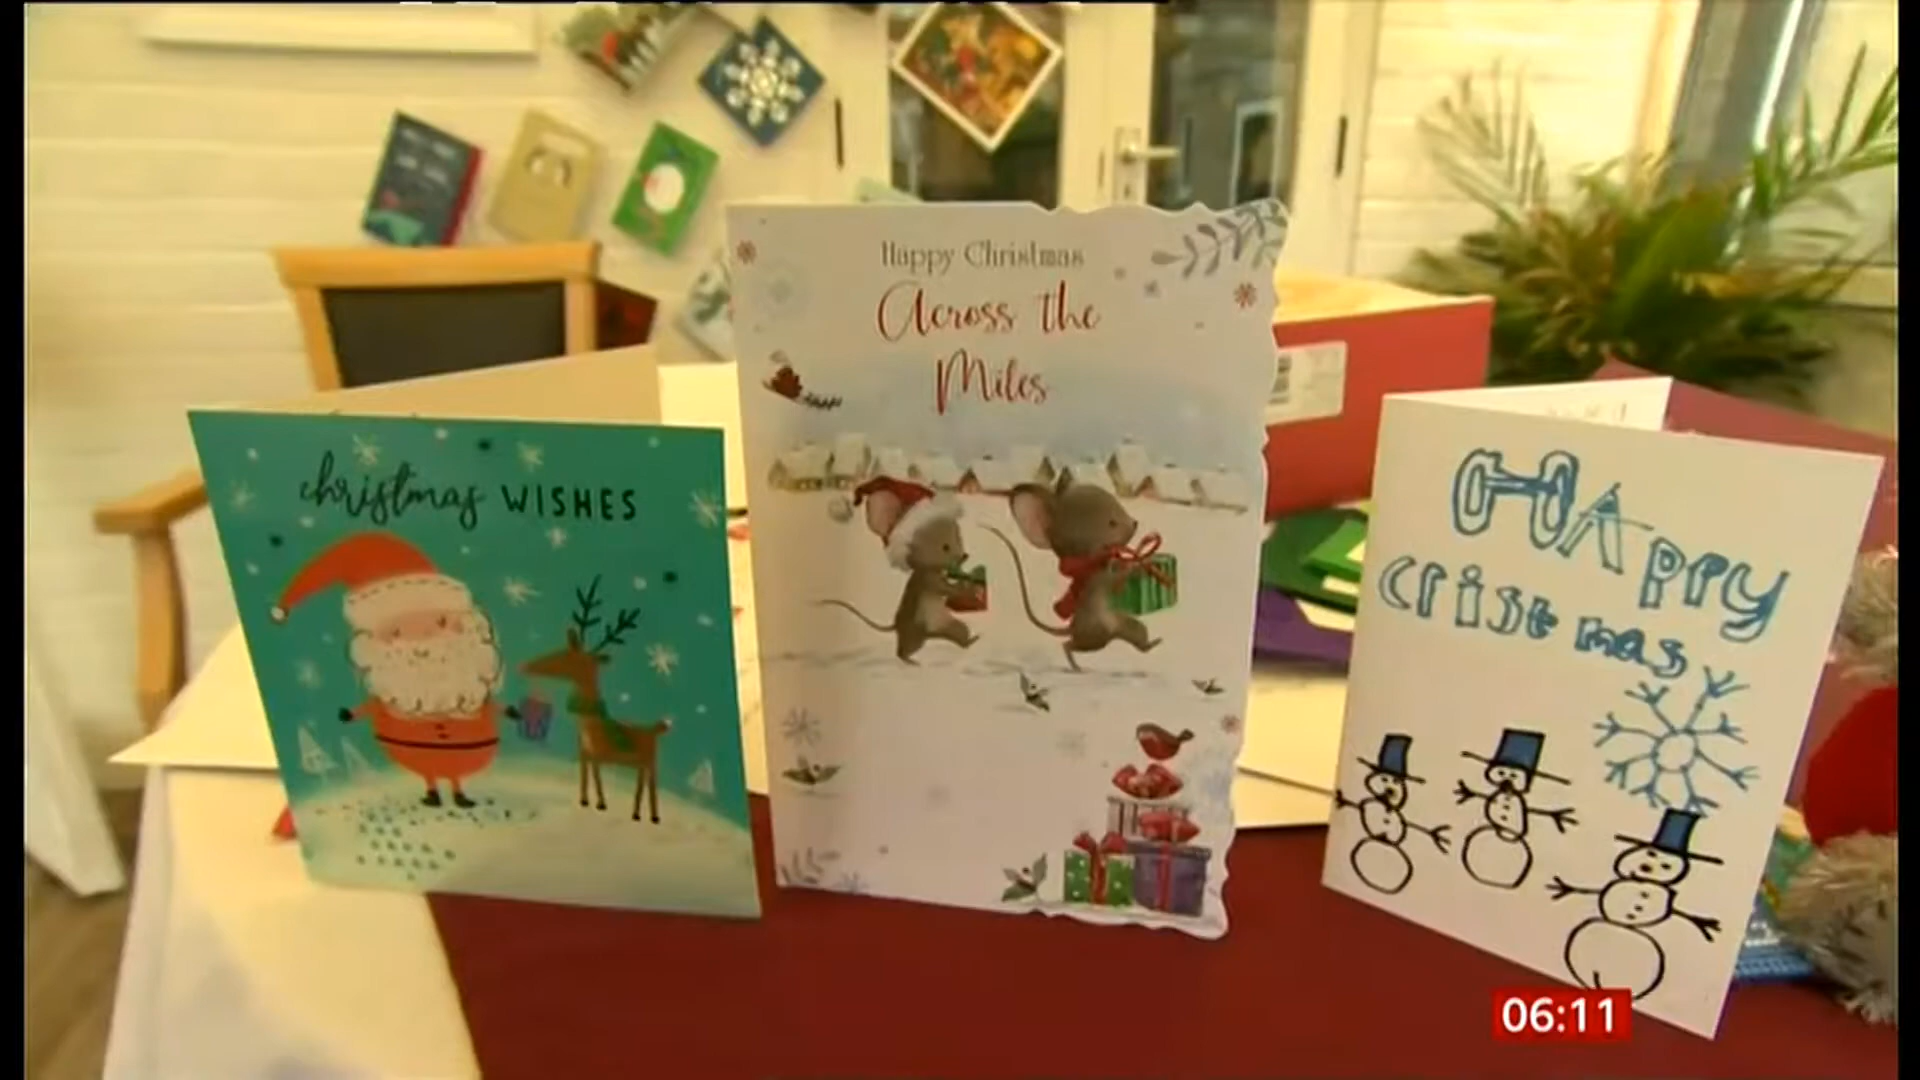 christmas WISHES
Happy Christmas
Across the
Miles
HAppy
cristmas
06:11